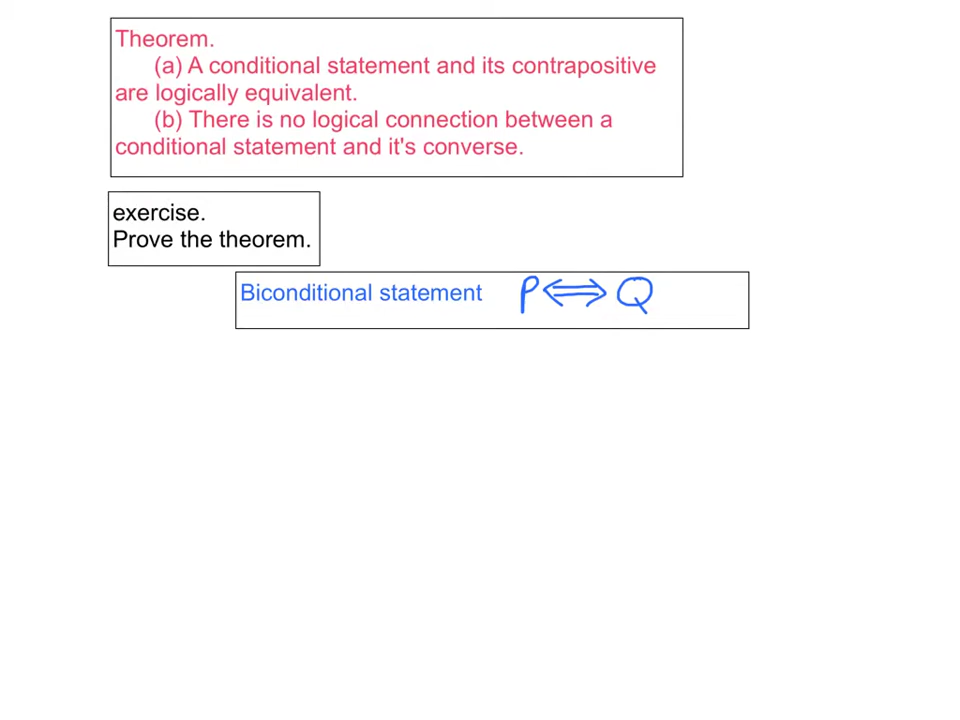 Theorem.
(a) A conditional statement and its contrapositive
are logically equivalent.
(b) There is no logical connection between a
conditional statement and it's converse.
exercise.
Prove the theorem.
Biconditional statement P ⟺ Q